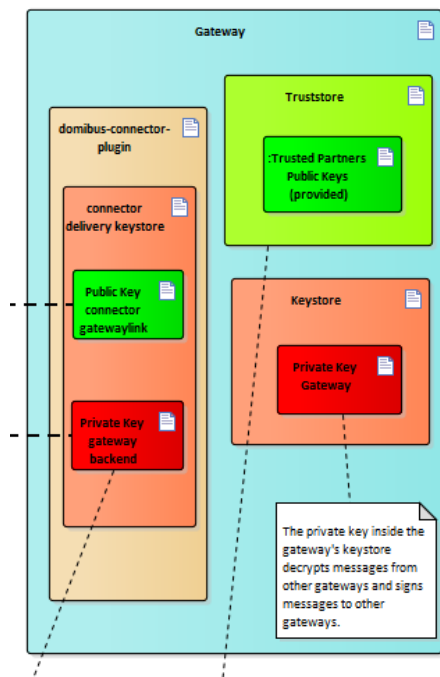 Gateway
domibus-connector-
plugin
connector
delivery keystore
Public Key
connector
gatewaylink
Private Key
gateway
backend
Truststore
:Trusted Partners
Public Keys
(provided)
Keystore
Private Key
Gateway
The private key inside the
gateway's keystore
decrypts messages from
other gateways and signs
messages to other
gateways.